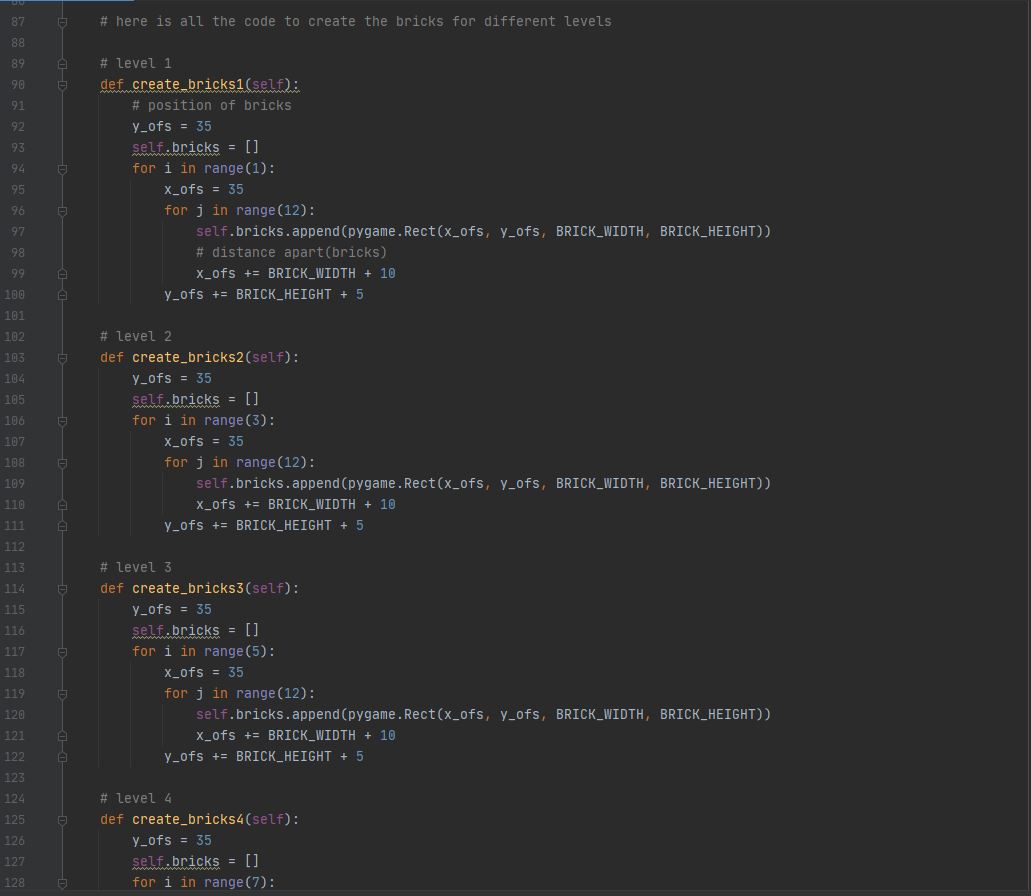 87 # here is all the code to create the bricks for different levels
88
89 # level 1
90 def create_bricks1(self):
91 # position of bricks
92 y_ofs = 35
93 self.bricks = []
94 for i in range(1):
95 x_ofs = 35
96 for j in range(12):
97 self.bricks.append(pygame.Rect(x_ofs, y_ofs, BRICK_WIDTH, BRICK_HEIGHT))
98 # distance apart(bricks)
99 x_ofs += BRICK_WIDTH + 10
100 y_ofs += BRICK_HEIGHT + 5
101
102 # level 2
103 def create_bricks2(self):
104 y_ofs = 35
105 self.bricks = []
106 for i in range(3):
107 x_ofs = 35
108 for j in range(12):
109 self.bricks.append(pygame.Rect(x_ofs, y_ofs, BRICK_WIDTH, BRICK_HEIGHT))
110 x_ofs += BRICK_WIDTH + 10
111 y_ofs += BRICK_HEIGHT + 5
112
113 # level 3
114 def create_bricks3(self):
115 y_ofs = 35
116 self.bricks = []
117 for i in range(5):
118 x_ofs = 35
119 for j in range(12):
120 self.bricks.append(pygame.Rect(x_ofs, y_ofs, BRICK_WIDTH, BRICK_HEIGHT))
121 x_ofs += BRICK_WIDTH + 10
122 y_ofs += BRICK_HEIGHT + 5
123
124 # level 4
125 def create_bricks4(self):
126 y_ofs = 35
127 self.bricks = []
128 for i in range(7):